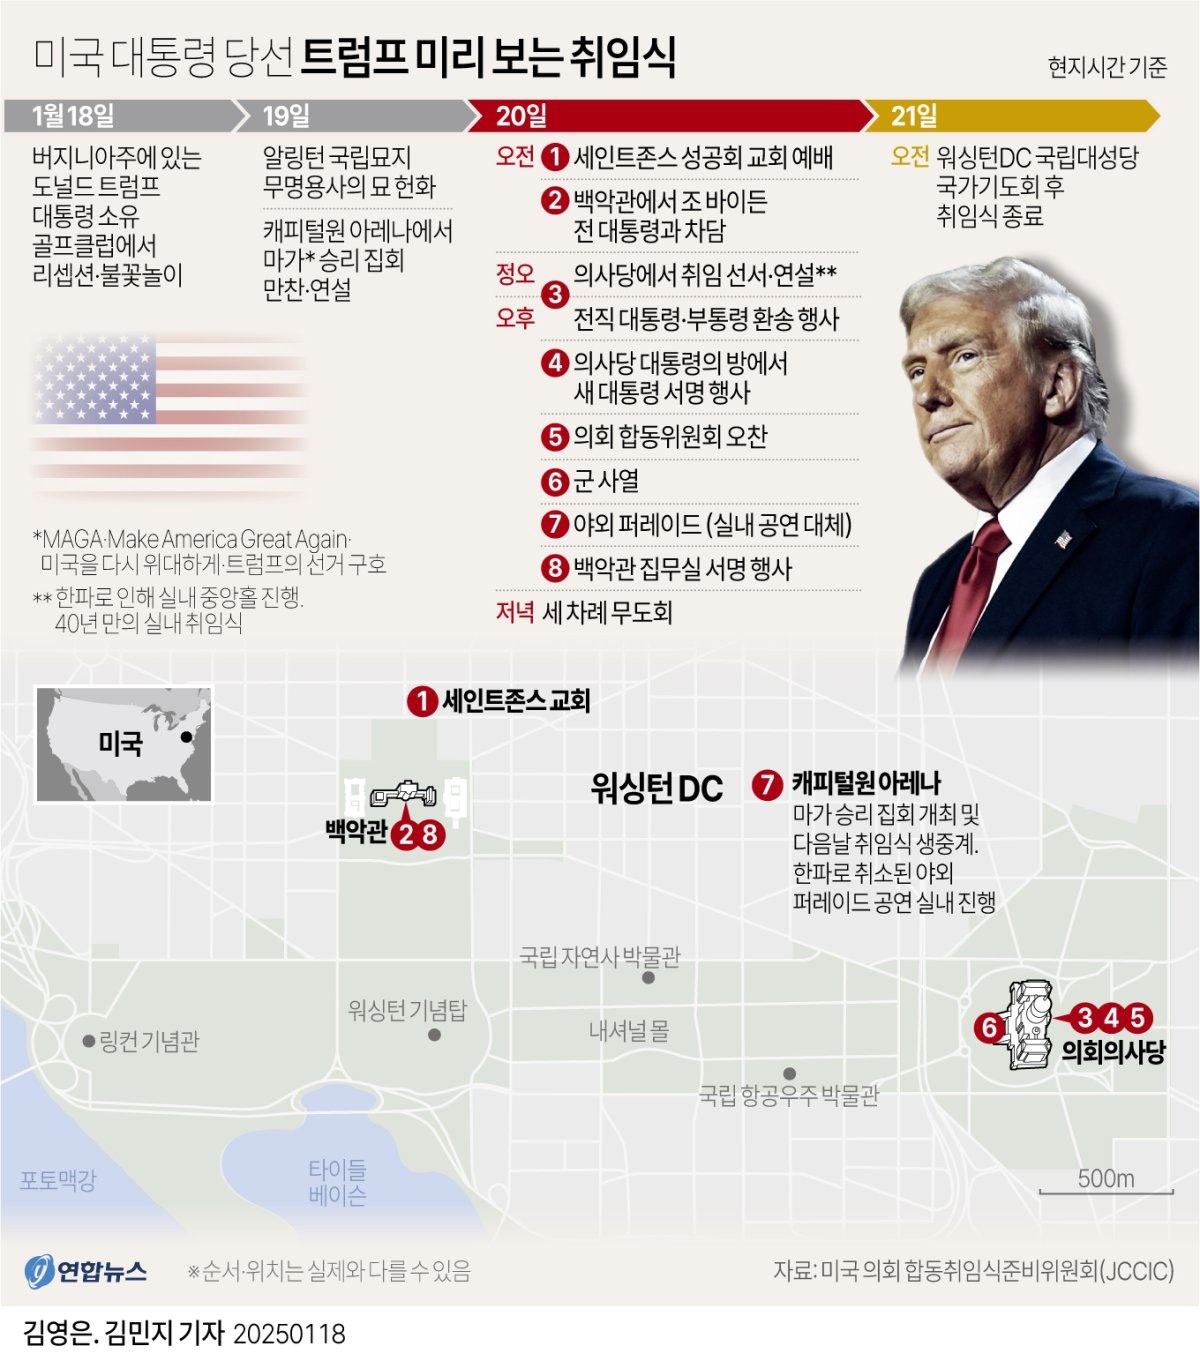 미국 대통령 당선 트럼프 미리 보는 취임식
현지시간 기준
1월 18일
버지니아주에 있는
도널드 트럼프
대통령 소유
골프클럽에서
리셉션·불꽃놀이
19일
알링턴 국립묘지
무명용사의 묘 헌화
캐피털원 아레나에서
마가* 승리 집회
만찬·연설
20일
오전 1 세인트존스 성공회 교회 예배
2 백악관에서 조 바이든
전 대통령과 차담
정오 3 의사당에서 취임 선서·연설**
오후 전직 대통령·부통령 환송 행사
4 의사당 대통령의 방에서
새 대통령 서명 행사
5 의회 합동위원회 오찬
6 군 사열
7 야외 퍼레이드 (실내 공연 대체)
8 백악관 집무실 서명 행사
저녁 세 차례 무도회
21일
오전 워싱턴DC 국립대성당
국가기도회 후
취임식 종료
*MAGA·Make America Great Again·
미국을 다시 위대하게·트럼프의 선거 구호
** 한파로 인해 실내 중앙홀 진행.
40년 만의 실내 취임식
미국
1 세인트존스 교회
백악관 2 8
워싱턴 DC
7 캐피털원 아레나
마가 승리 집회 개최 및
다음날 취임식 생중계.
한파로 취소된 야외
퍼레이드 공연 실내 진행
국립 자연사 박물관
워싱턴 기념탑
내셔널 몰
링컨 기념관
6
3 4 5
의회의사당
국립 항공우주 박물관
포토맥강
타이들
베이슨
500m
연합뉴스
※ 순서·위치는 실제와 다를 수 있음
자료: 미국 의회 합동취임식준비위원회(JCCIC)
김영은. 김민지 기자 20250118